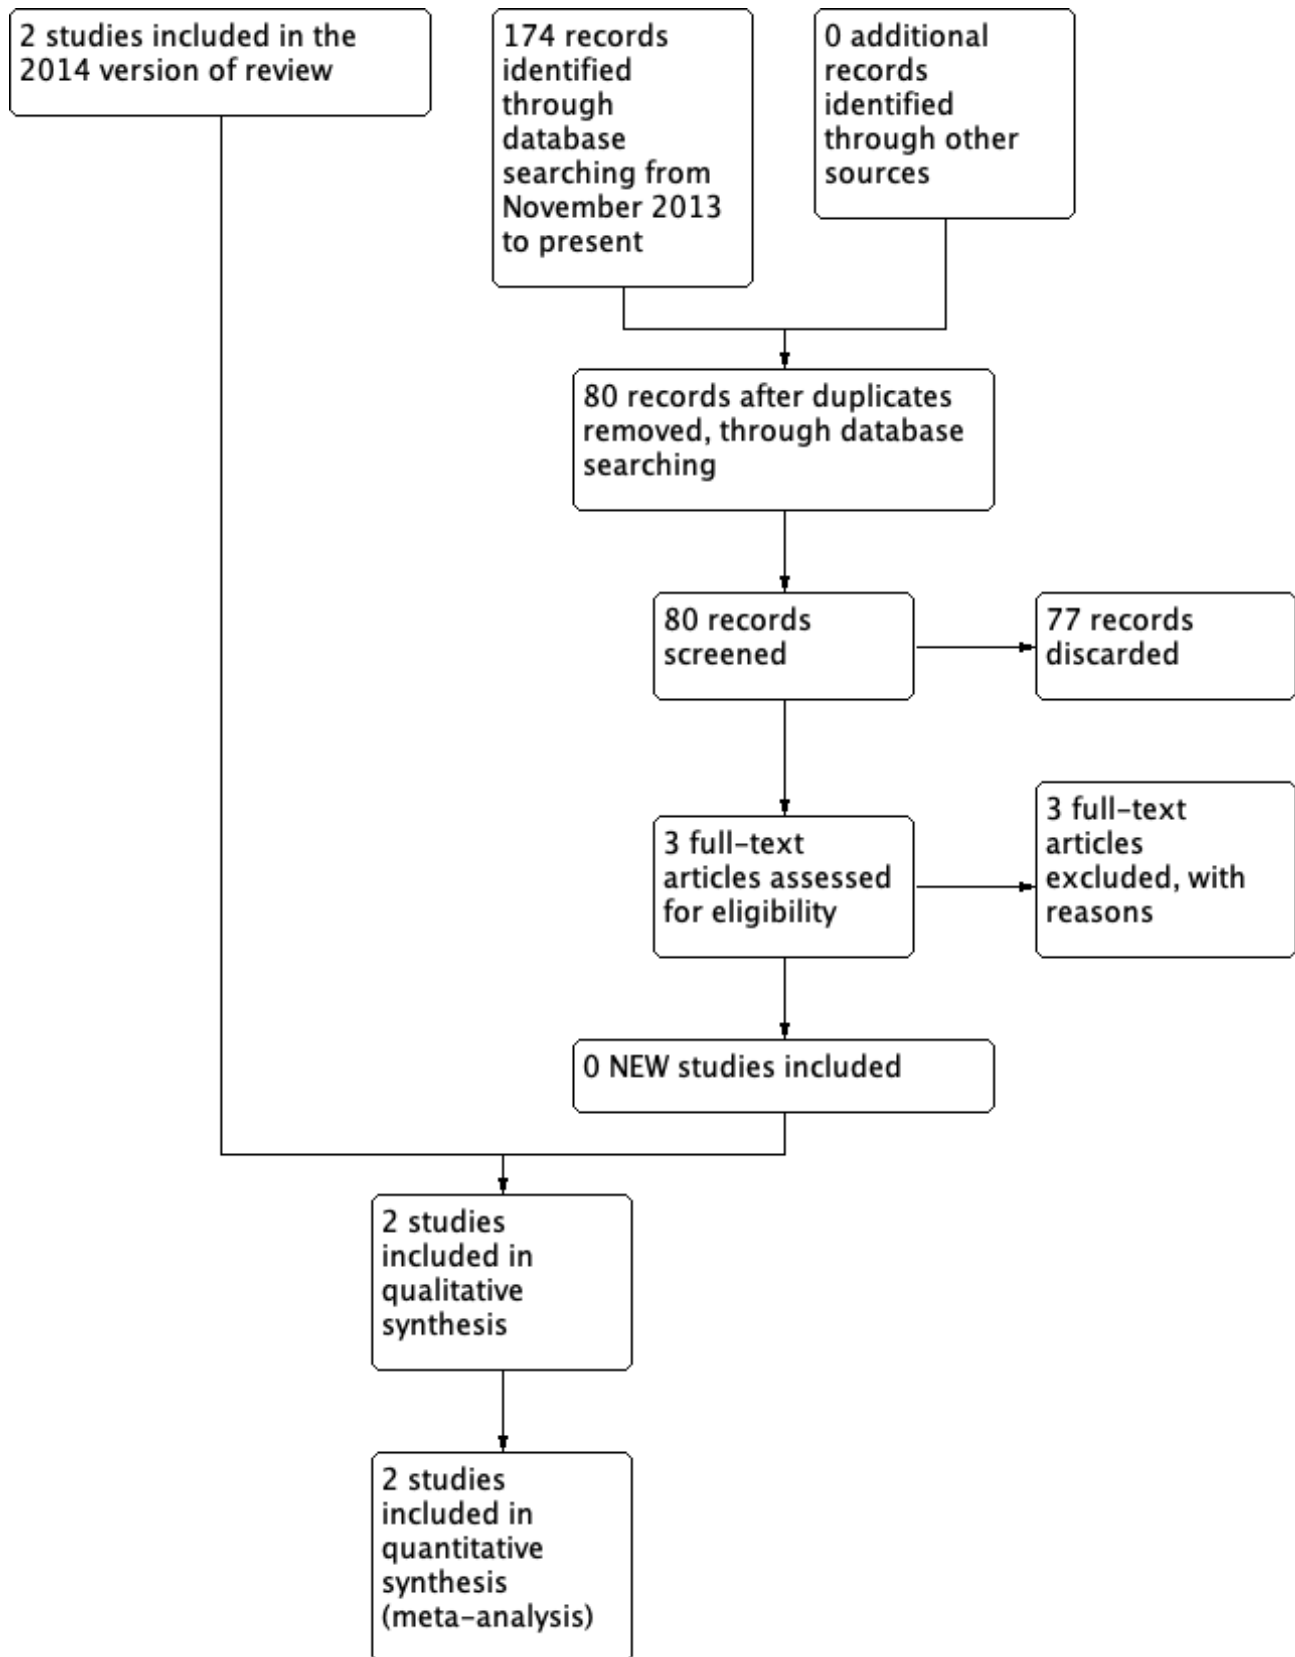 2 studies included in the
2014 version of review
174 records
identified
through
database
searching from
November 2013
to present
0 additional
records
identified
through other
sources
80 records after duplicates
removed, through database
searching
80 records
screened
77 records
discarded
3 full-text
articles assessed
for eligibility
3 full-text
articles
excluded, with
reasons
0 NEW studies included
2 studies
included in
qualitative
synthesis
2 studies
included in
quantitative
synthesis
(meta-analysis)